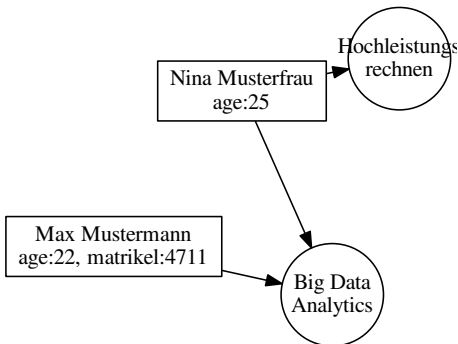 Hochleistungs
rechnen
Nina Musterfrau
age:25
Max Mustermann
age:22, matrikel:4711
Big Data
Analytics